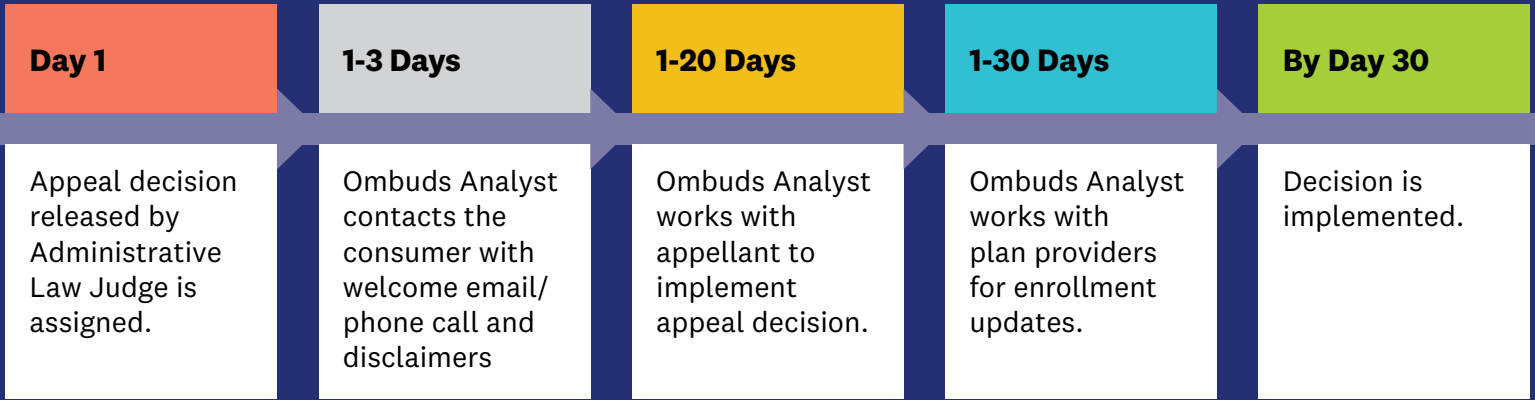 Day 1
Appeal decision
released by
Administrative
Law Judge is
assigned.
1-3 Days
Ombuds Analyst
contacts the
consumer with
welcome email/
phone call and
disclaimers
1-20 Days
Ombuds Analyst
works with
appellant to
implement
appeal decision.
1-30 Days
Ombuds Analyst
works with
plan providers
for enrollment
updates.
By Day 30
Decision is
implemented.